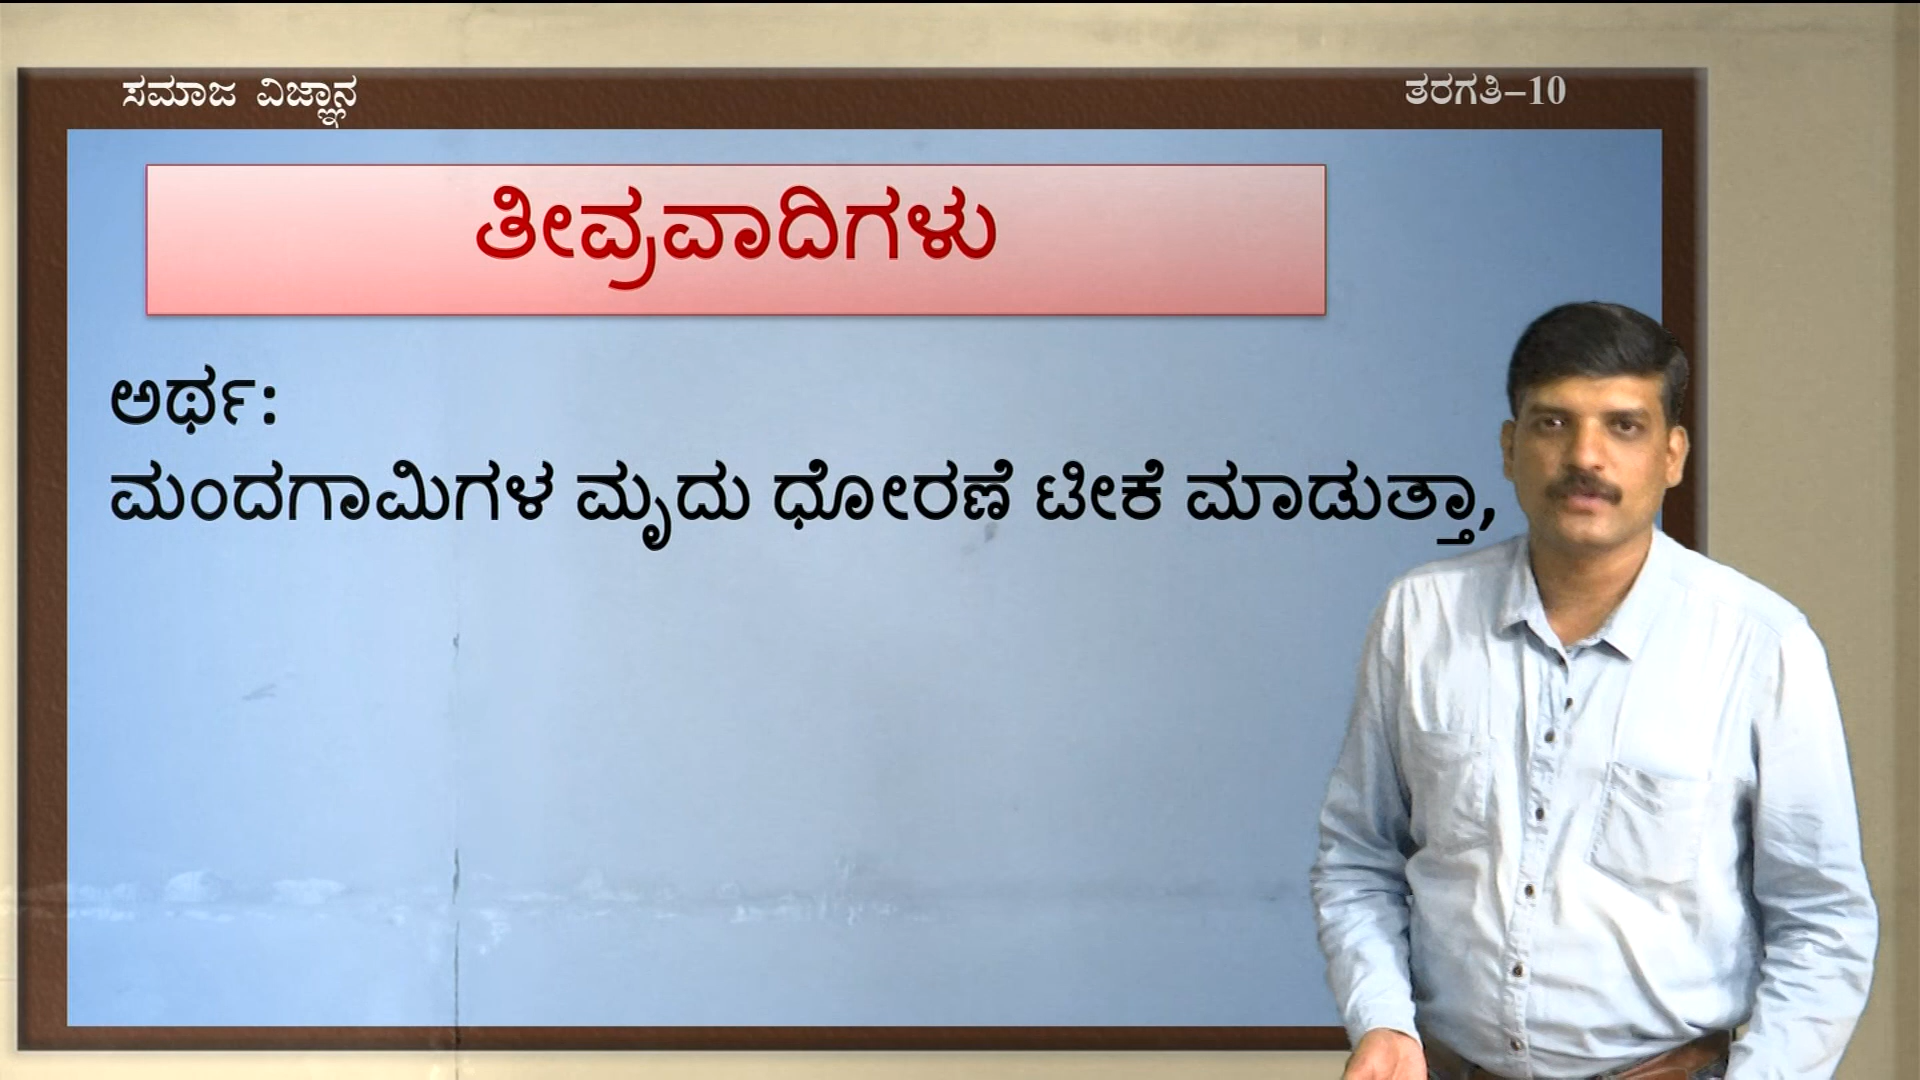 ಸಮಾಜ ವಿಜ್ಞಾನ
ತರಗತಿ–10
ತೀವ್ರವಾದಿಗಳು
ಅರ್ಥ:
ಮಂದಗಾಮಿಗಳ ಮೃದು ಧೋರಣೆ ಟೀಕೆ ಮಾಡುತ್ತಾ,